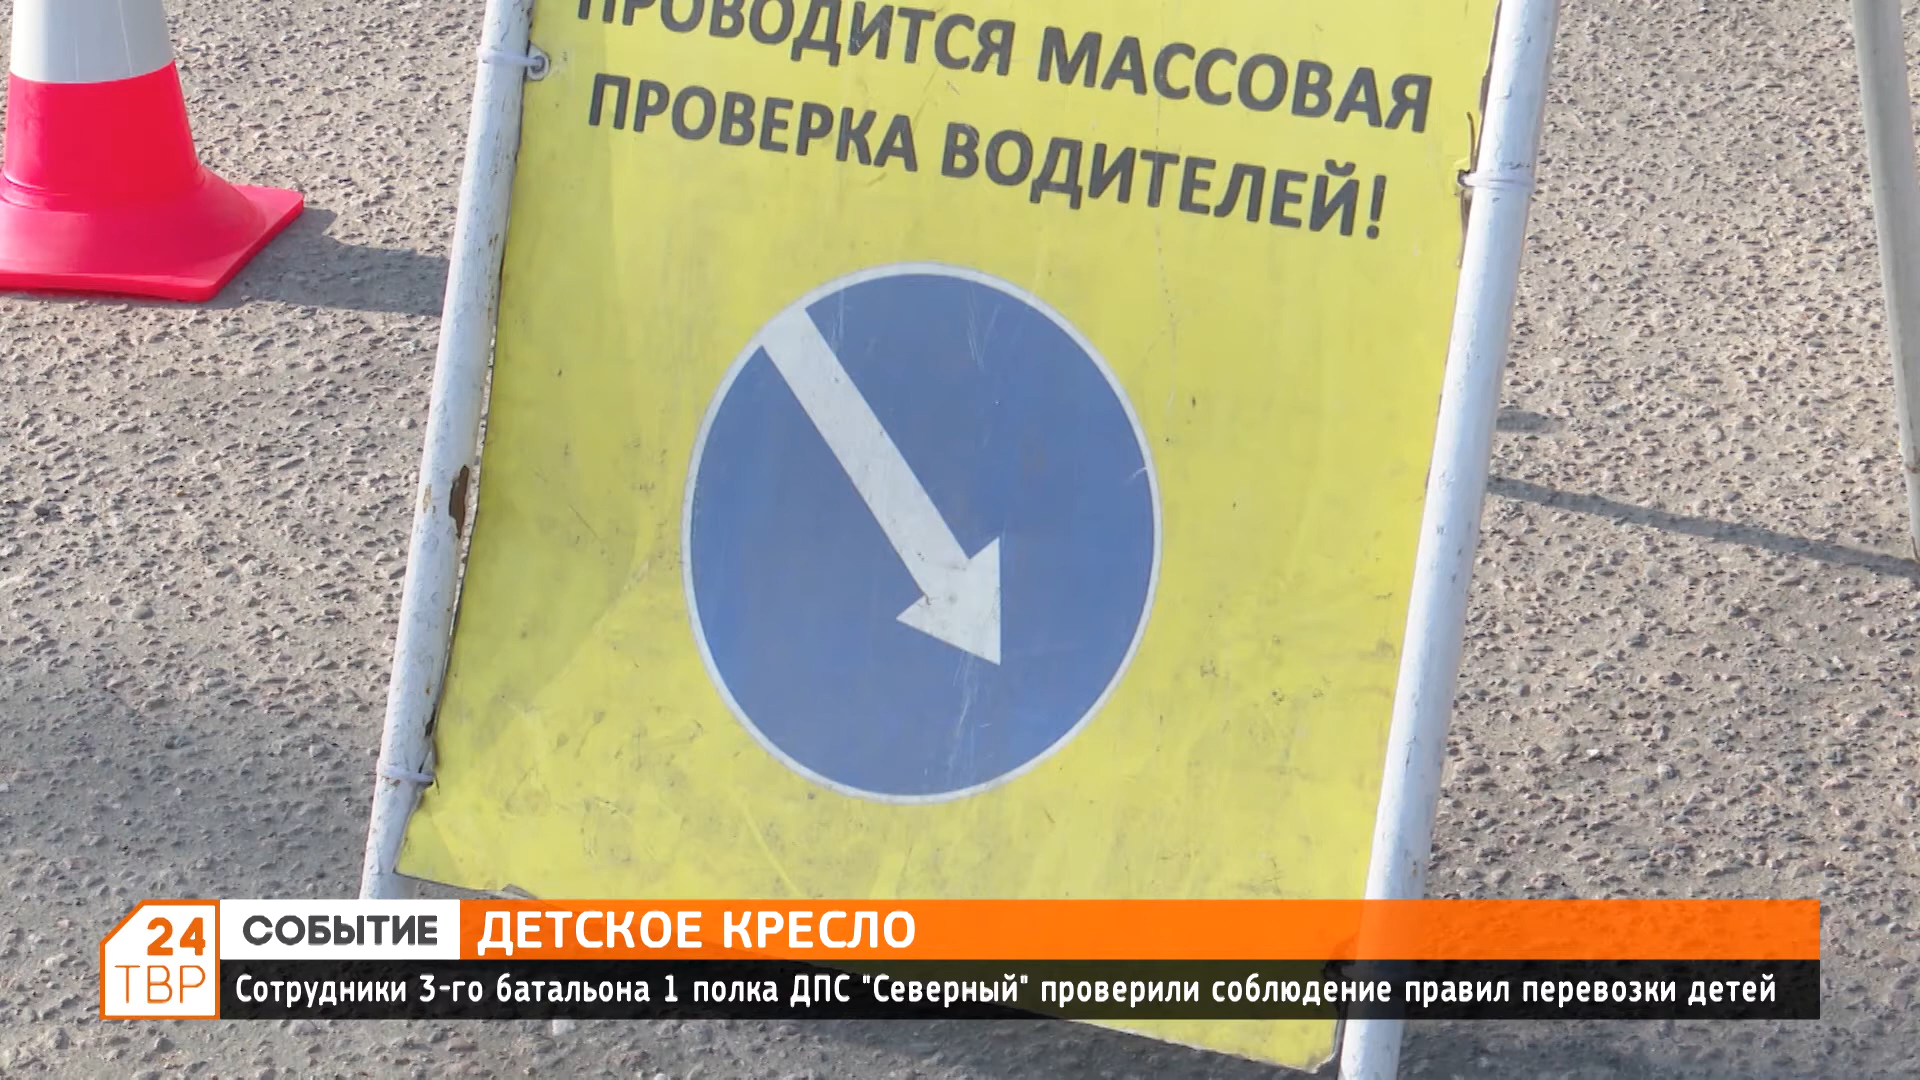 ПРОВОДИТСЯ МАССОВАЯ
ПРОВЕРКА ВОДИТЕЛЕЙ!
24
ТВР
СОБЫТИЕ
ДЕТСКОЕ КРЕСЛО
Сотрудники 3-го батальона 1 полка ДПС "Северный" проверили соблюдение правил перевозки детей